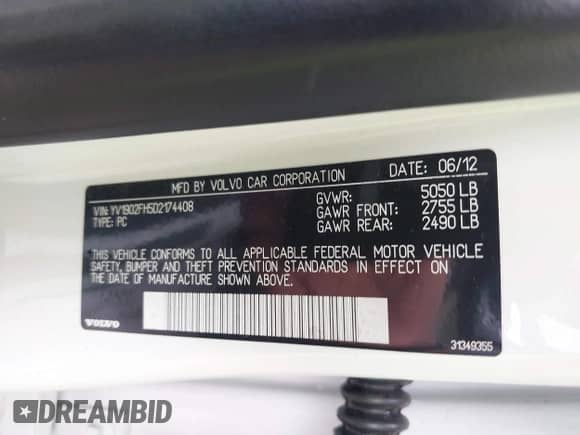 MFD BY VOLVO CAR CORPORATION DATE: 06/12
VIN: YV1902FH5D2174408
TYPE: PC
GVWR: 5050 LB
GAWR FRONT: 2755 LB
GAWR REAR: 2490 LB
THIS VEHICLE CONFORMS TO ALL APPLICABLE FEDERAL MOTOR VEHICLE
SAFETY, BUMPER AND THEFT PREVENTION STANDARDS IN EFFECT ON
THE DATE OF MANUFACTURE SHOWN ABOVE.
VOLVO
31349355
DREAMBID